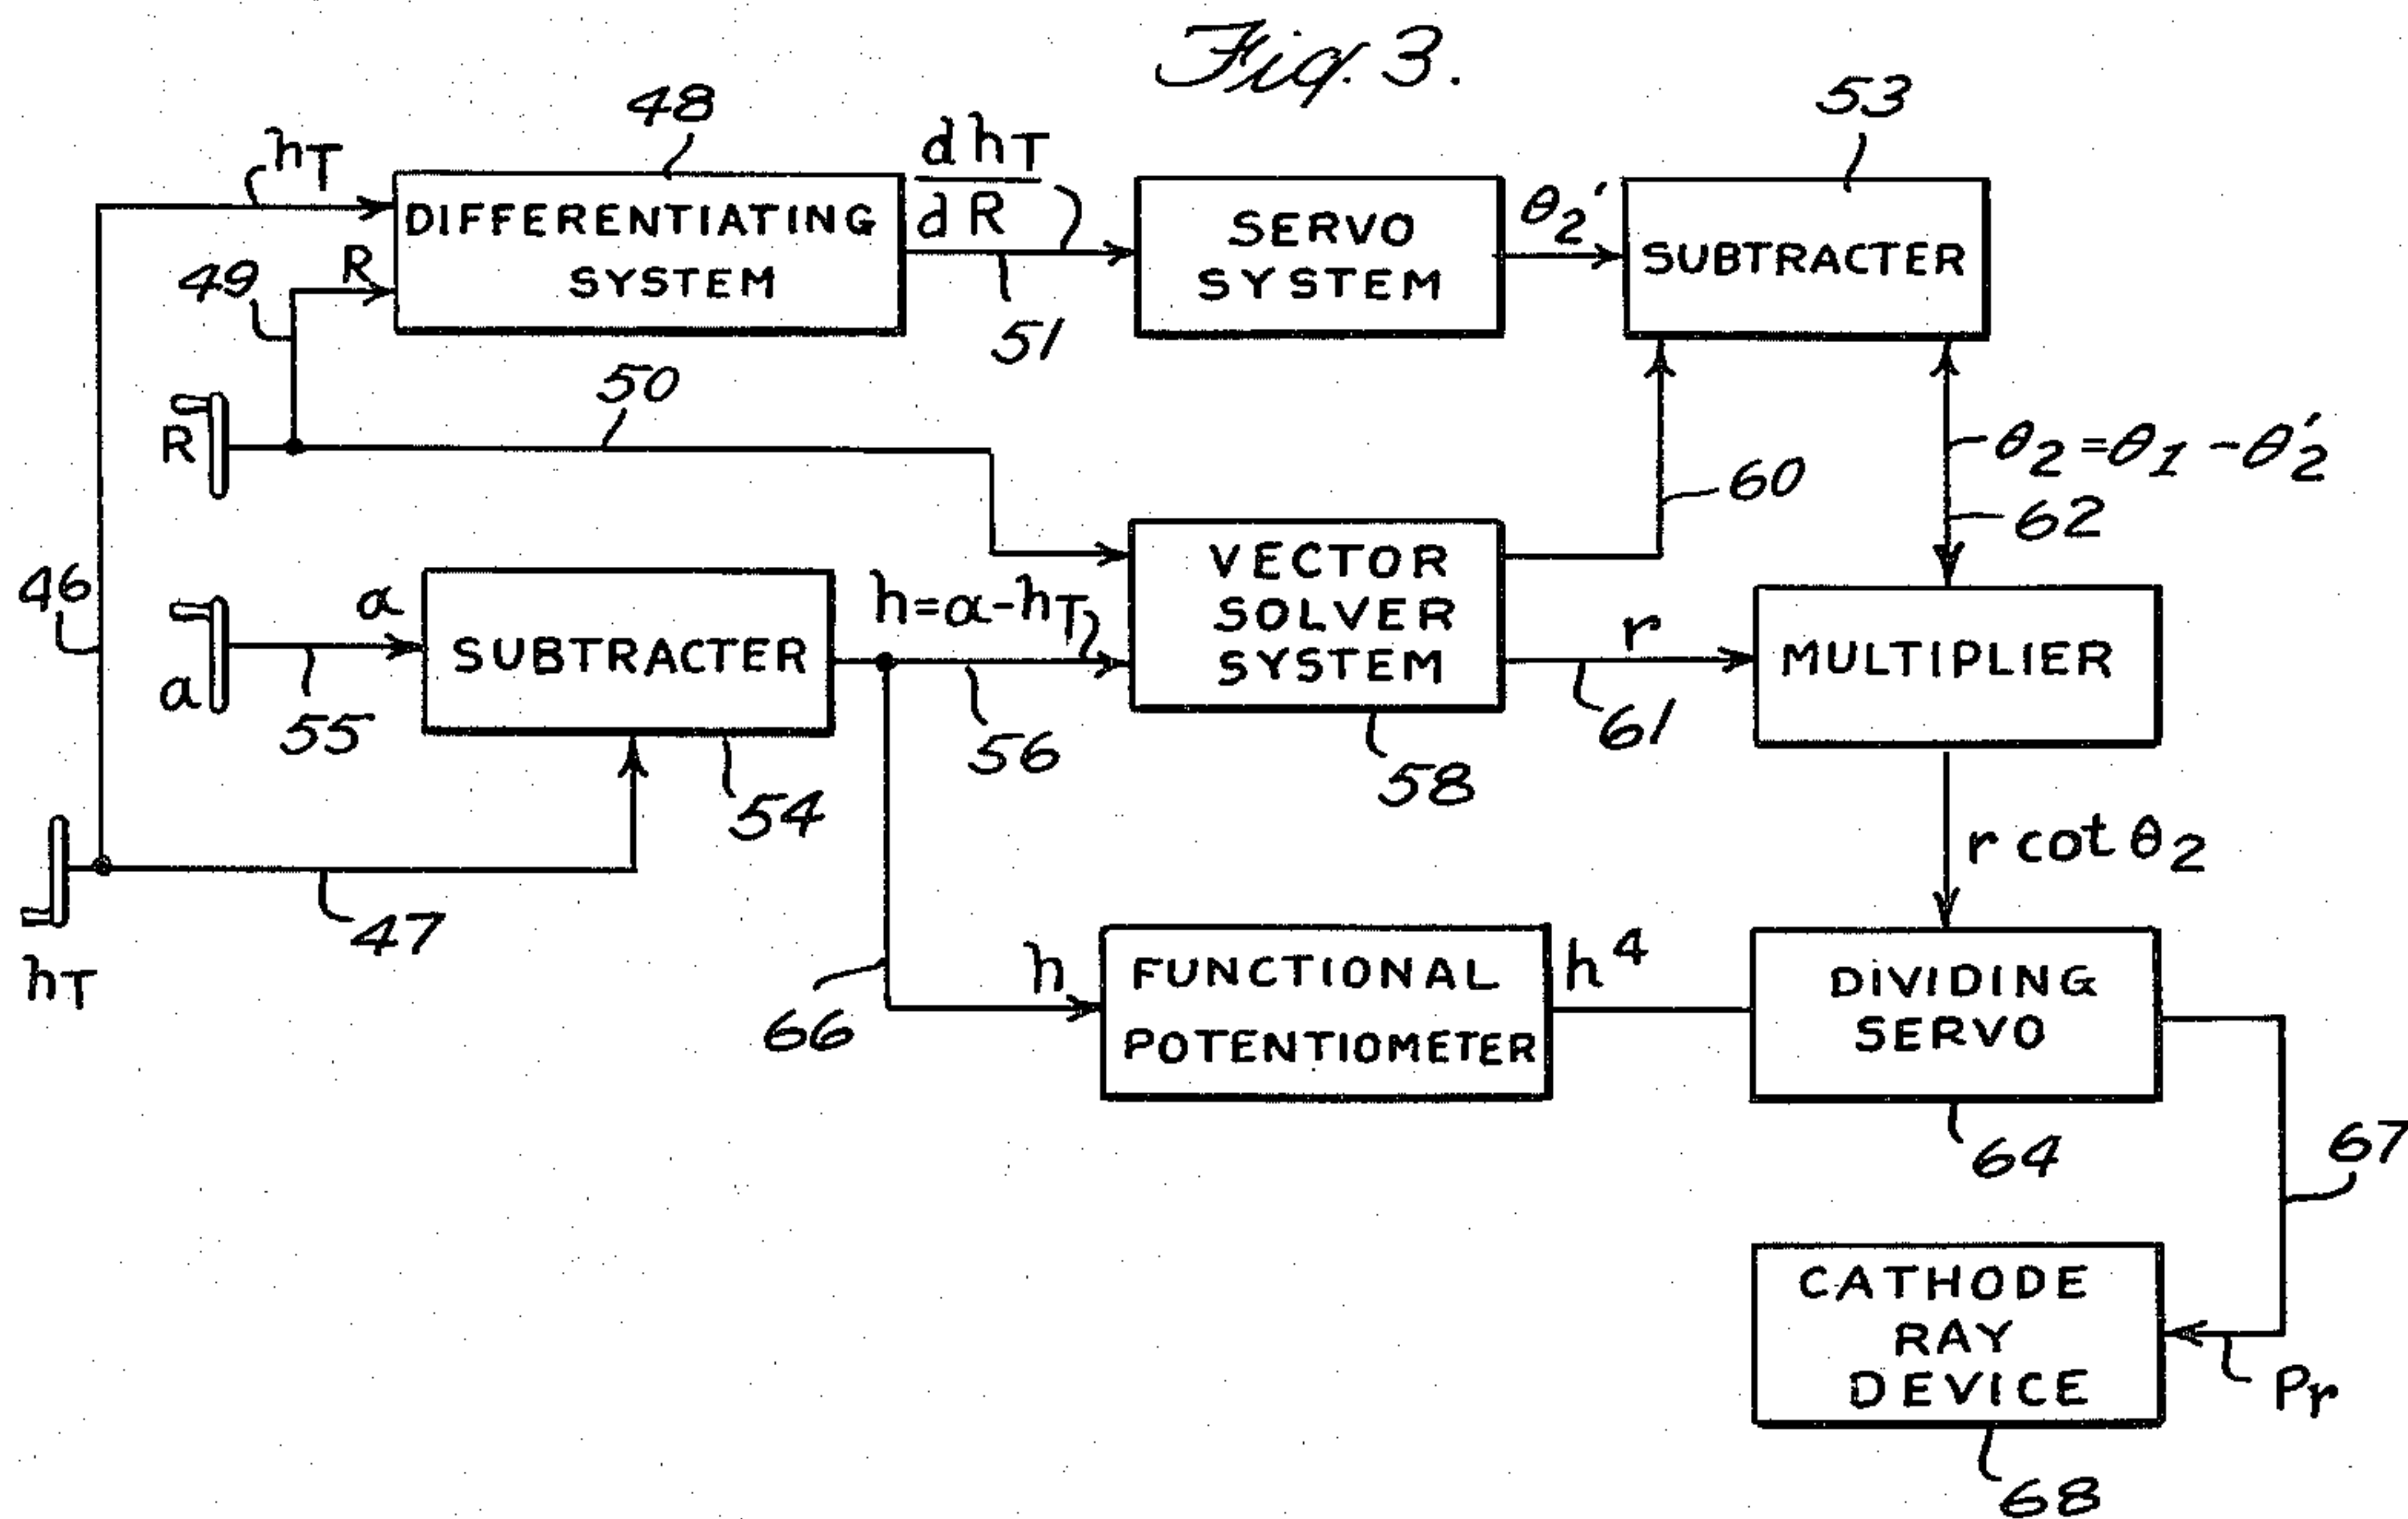 Fig. 3.
48
53
hT
dhT
dR
θ2'
DIFFERENTIATING
SYSTEM
SERVO
SYSTEM
SUBTRACTER
49
R
51
50
R
θ2 = θ1 - θ2'
60
62
46
a
a
SUBTRACTER
h = a - hT
VECTOR
SOLVER
SYSTEM
r
MULTIPLIER
55
56
61
58
54
r cot θ2
47
hT
h
FUNCTIONAL
POTENTIOMETER
h4
DIVIDING
SERVO
66
64
67
CATHODE
RAY
DEVICE
Pr
68